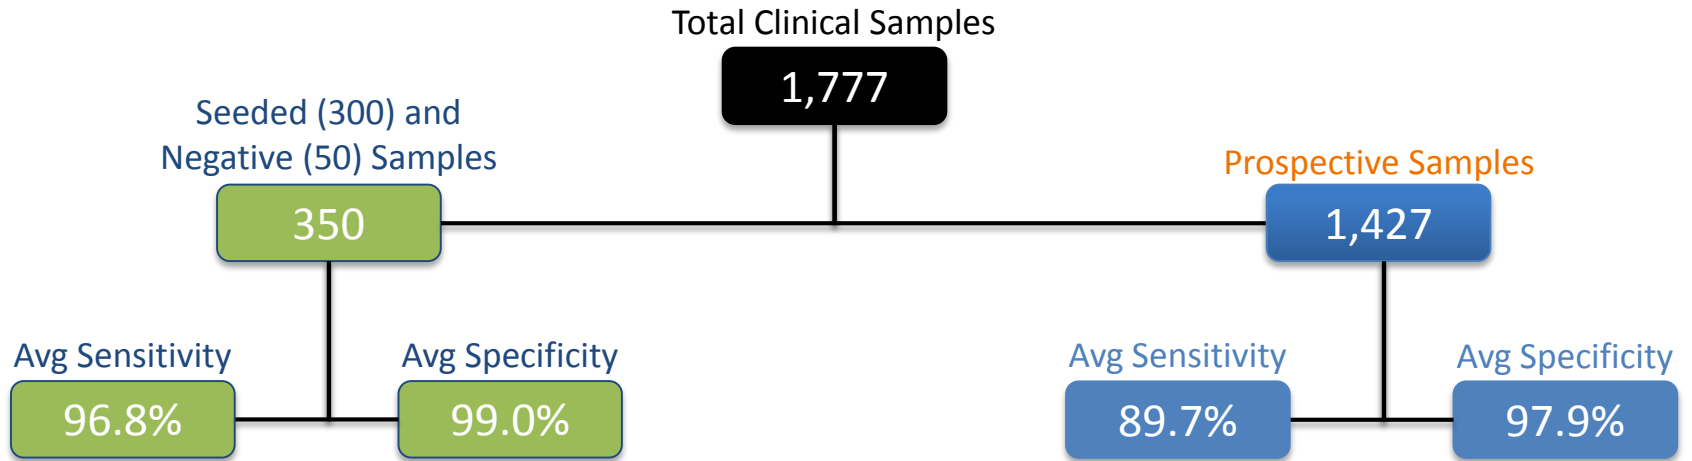 Total Clinical Samples
1,777
Seeded (300) and
Negative (50) Samples
350
Prospective Samples
1,427
Avg Sensitivity
96.8%
Avg Specificity
99.0%
Avg Sensitivity
89.7%
Avg Specificity
97.9%